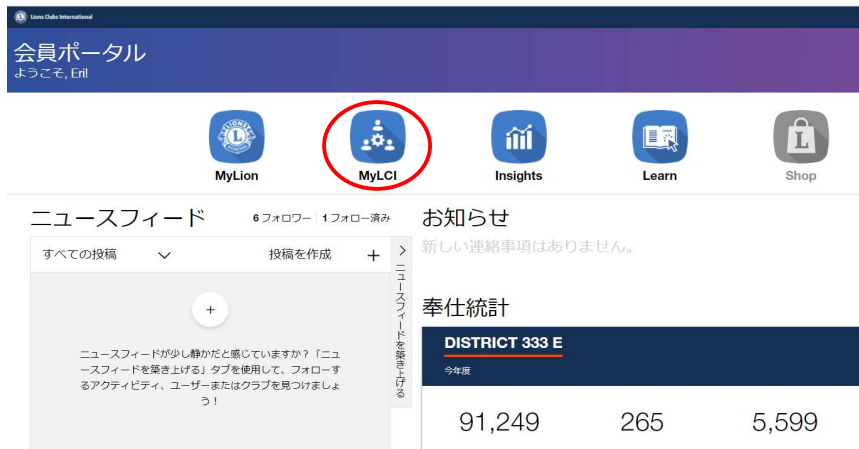 Lions Clubs International
会員ポータル
ようこそ, Eri!
MyLion
MyLCI
Insights
Learn
Shop
ニュースフィード
6 フォロワー | 1 フォロー済み
すべての投稿
投稿を作成
ニュースフィードを築き上げる
ニュースフィードが少し静かだと感じていますか？「ニュ
ースフィードを築き上げる」タブを使用して、フォローす
るアクティビティ、ユーザーまたはクラブを見つけましょ
う！
お知らせ
新しい連絡事項はありません。
奉仕統計
DISTRICT 333 E
今年度
91,249 265 5,599